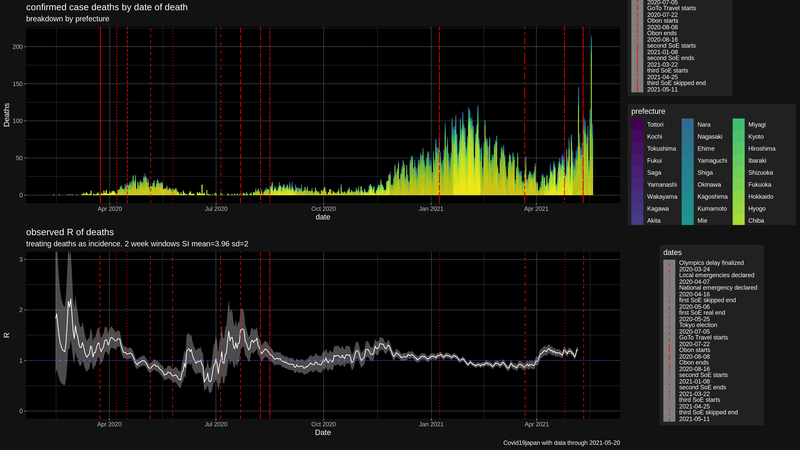 confirmed case deaths by date of death
breakdown by prefecture
Deaths
200
150
100
50
0
Apr 2020
Jul 2020
Oct 2020
Jan 2021
Apr 2021
date
2020-07-05
GoTo Travel starts
2020-07-22
Obon starts
2020-08-08
Obon ends
2020-08-16
second SoE starts
2021-01-08
second SoE ends
2021-03-22
third SoE starts
2021-04-25
third SoE skipped end
2021-05-11
prefecture
Tottori Nara Miyagi
Kochi Nagasaki Kyoto
Tokushima Ehime Hiroshima
Fukui Yamaguchi Ibaraki
Saga Shiga Shizuoka
Yamanashi Okinawa Fukuoka
Wakayama Kagoshima Hokkaido
Kagawa Kumamoto Hyogo
Akita Mie Chiba
observed R of deaths
treating deaths as incidence. 2 week windows SI mean=3.96 sd=2
R
3
2
1
0
Apr 2020
Jul 2020
Oct 2020
Jan 2021
Apr 2021
Date
dates
Olympics delay finalized
2020-03-24
Local emergencies declared
2020-04-07
National emergency declared
2020-04-16
first SoE skipped end
2020-05-06
first SoE real end
2020-05-25
Tokyo election
2020-07-05
GoTo Travel starts
2020-07-22
Obon starts
2020-08-08
Obon ends
2020-08-16
second SoE starts
2021-01-08
second SoE ends
2021-03-22
third SoE starts
2021-04-25
third SoE skipped end
2021-05-11
Covid19japan with data through 2021-05-20